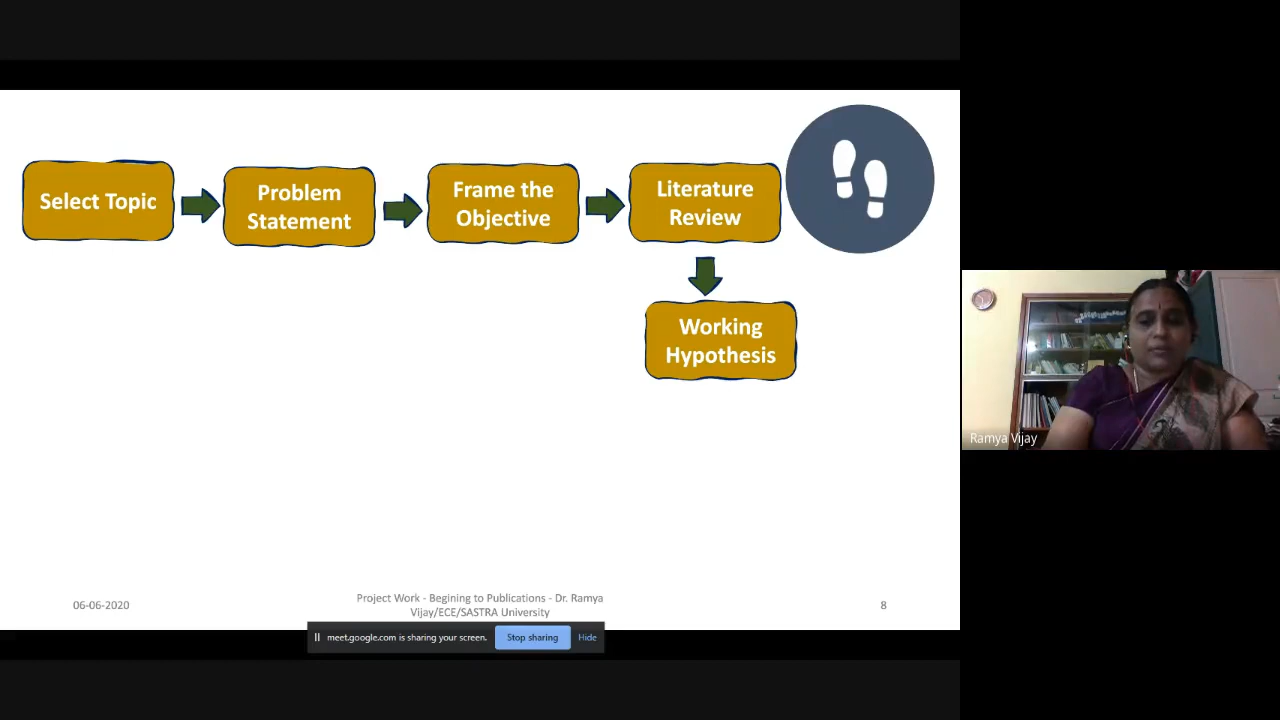 Select Topic
Problem
Statement
Frame the
Objective
Literature
Review
Working
Hypothesis
Ramya Vijay
06-06-2020
Project Work - Begining to Publications - Dr. Ramya
Vijay/ECE/SASTRA University
8
meet.google.com is sharing your screen.
Stop sharing
Hide